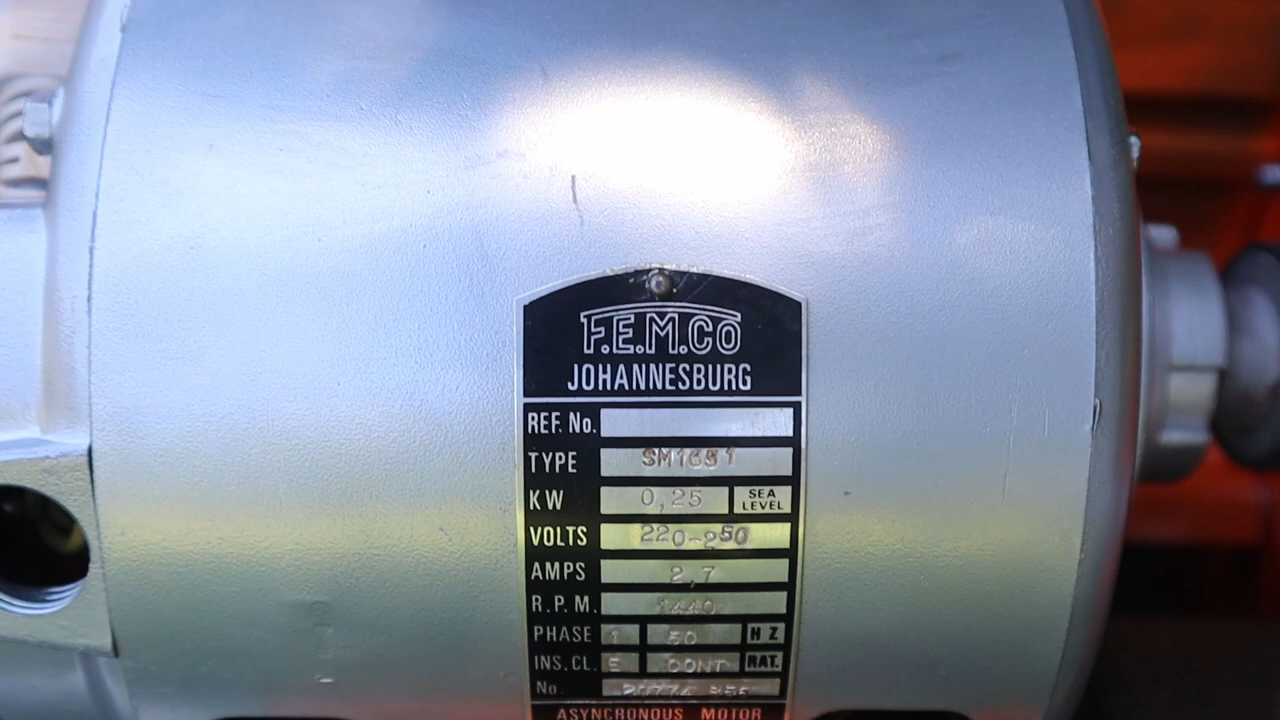 F.E.M.CO
JOHANNESBURG
REF. No.
TYPE SM1651
KW 0,25 SEA LEVEL
VOLTS 220-250
AMPS 2,7
R.P.M. 1440
PHASE 1 50 HZ
INS.CL. E CONT RAT.
No.
ASYNCRONOUS MOTOR